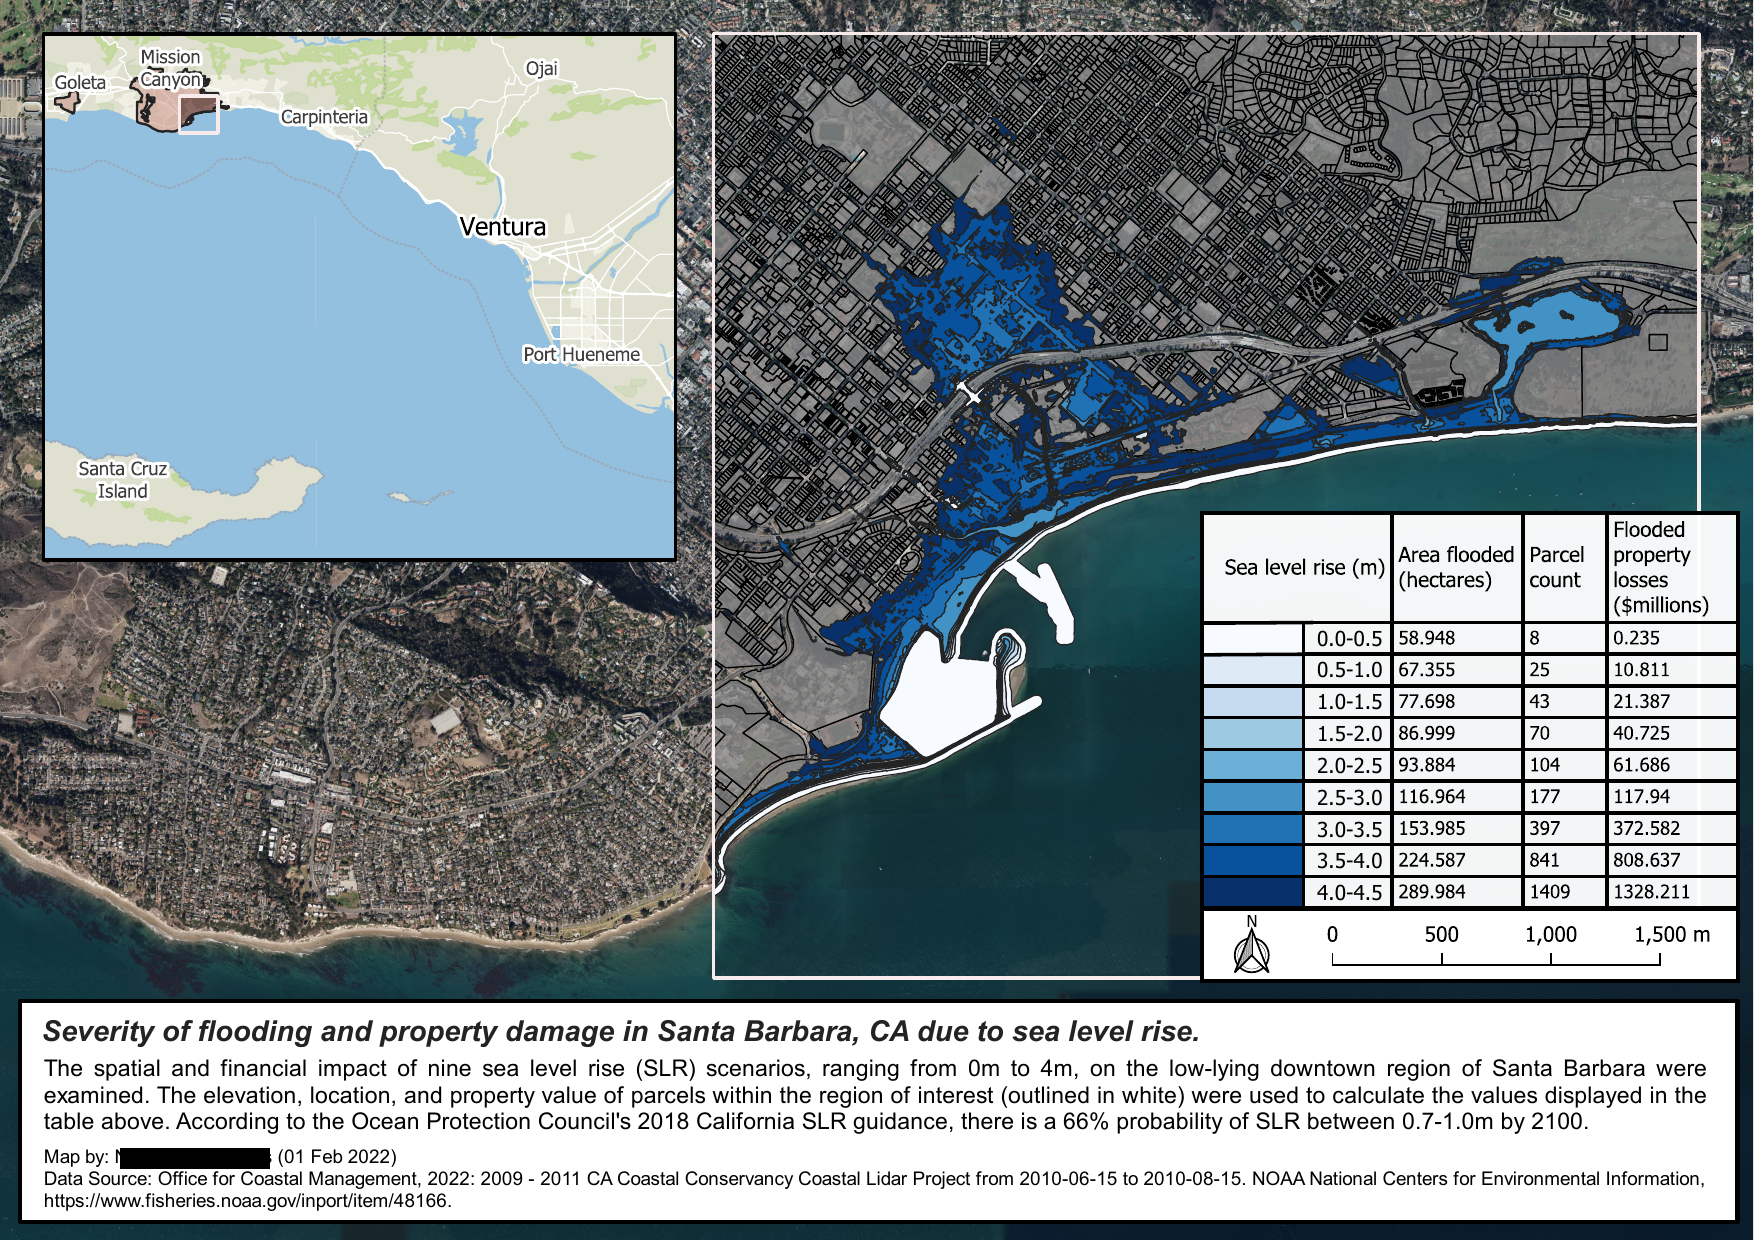 Mission
Canyon
Goleta
Ojai
Carpinteria
Ventura
Port Hueneme
Santa Cruz
Island
Sea level rise (m) Area flooded (hectares) Parcel count Flooded property losses ($millions)
0.0-0.5 58.948 8 0.235
0.5-1.0 67.355 25 10.811
1.0-1.5 77.698 43 21.387
1.5-2.0 86.999 70 40.725
2.0-2.5 93.884 104 61.686
2.5-3.0 116.964 177 117.94
3.0-3.5 153.985 397 372.582
3.5-4.0 224.587 841 808.637
4.0-4.5 289.984 1409 1328.211
N
0 500 1,000 1,500 m
Severity of flooding and property damage in Santa Barbara, CA due to sea level rise.
The spatial and financial impact of nine sea level rise (SLR) scenarios, ranging from 0m to 4m, on the low-lying downtown region of Santa Barbara were
examined. The elevation, location, and property value of parcels within the region of interest (outlined in white) were used to calculate the values displayed in the
table above. According to the Ocean Protection Council's 2018 California SLR guidance, there is a 66% probability of SLR between 0.7-1.0m by 2100.
Map by: (01 Feb 2022)
Data Source: Office for Coastal Management, 2022: 2009 - 2011 CA Coastal Conservancy Coastal Lidar Project from 2010-06-15 to 2010-08-15. NOAA National Centers for Environmental Information,
https://www.fisheries.noaa.gov/inport/item/48166.